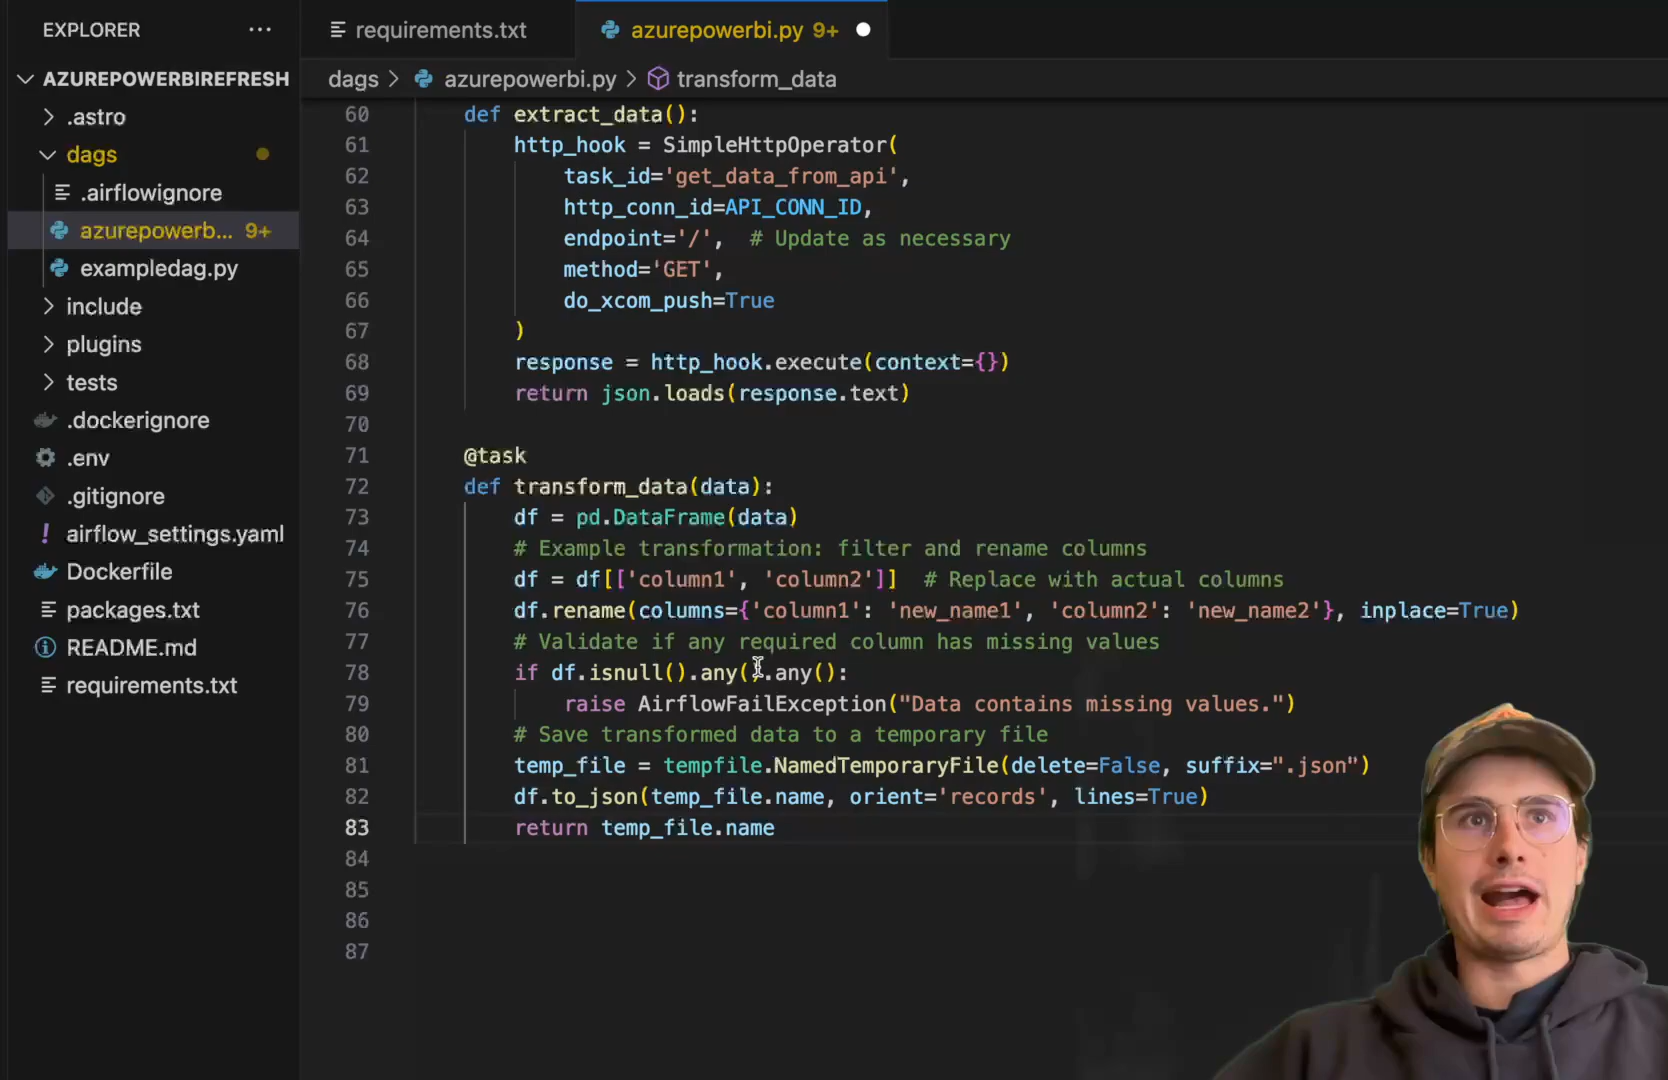 EXPLORER
AZUREPOWERBIREFRESH
.astro
dags
.airflowignore
azurepowerb... 9+
exampledag.py
include
plugins
tests
.dockerignore
.env
.gitignore
airflow_settings.yaml
Dockerfile
packages.txt
README.md
requirements.txt
requirements.txt
azurepowerbi.py 9+
dags > azurepowerbi.py > transform_data
60 def extract_data():
61 http_hook = SimpleHttpOperator(
62 task_id='get_data_from_api',
63 http_conn_id=API_CONN_ID,
64 endpoint='/', # Update as necessary
65 method='GET',
66 do_xcom_push=True
67 )
68 response = http_hook.execute(context={})
69 return json.loads(response.text)
70
71 @task
72 def transform_data(data):
73 df = pd.DataFrame(data)
74 # Example transformation: filter and rename columns
75 df = df[['column1', 'column2']] # Replace with actual columns
76 df.rename(columns={'column1': 'new_name1', 'column2': 'new_name2'}, inplace=True)
77 # Validate if any required column has missing values
78 if df.isnull().any().any():
79 raise AirflowFailException("Data contains missing values.")
80 # Save transformed data to a temporary file
81 temp_file = tempfile.NamedTemporaryFile(delete=False, suffix=".json")
82 df.to_json(temp_file.name, orient='records', lines=True)
83 return temp_file.name
84
85
86
87